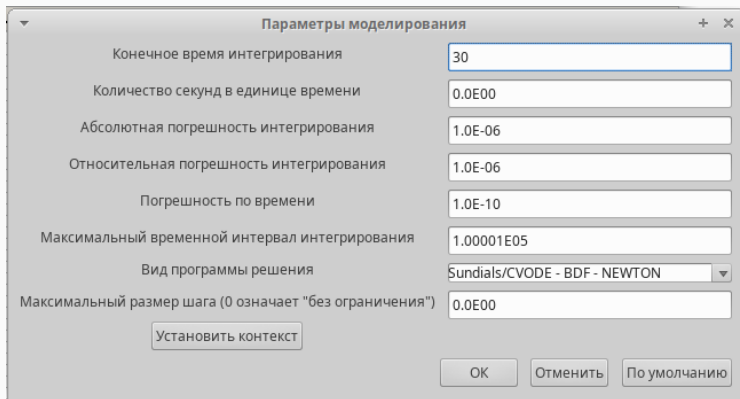 Параметры моделирования
Конечное время интегрирования 30
Количество секунд в единице времени 0.0E00
Абсолютная погрешность интегрирования 1.0E-06
Относительная погрешность интегрирования 1.0E-06
Погрешность по времени 1.0E-10
Максимальный временной интервал интегрирования 1.00001E05
Вид программы решения Sundials/CVODE - BDF - NEWTON
Максимальный размер шага (0 означает "без ограничения") 0.0E00
Установить контекст
ОК Отменить По умолчанию